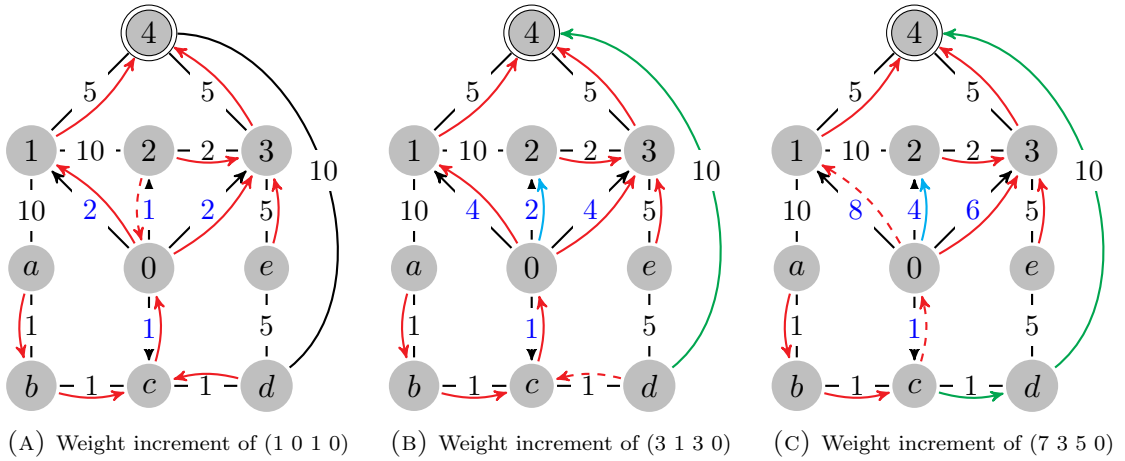 4 4 4
5 5 5 5 5 5
1 10 2 2 3 10 1 10 2 2 3 10 1 10 2 2 3 10
10 2 1 2 5 10 4 2 4 5 10 8 4 6 5
a 0 e a 0 e a 0 e
1 1 5 1 1 5 1 1 5
b 1 c 1 d b 1 c 1 d b 1 c 1 d
(A) Weight increment of (1 0 1 0) (B) Weight increment of (3 1 3 0) (C) Weight increment of (7 3 5 0)